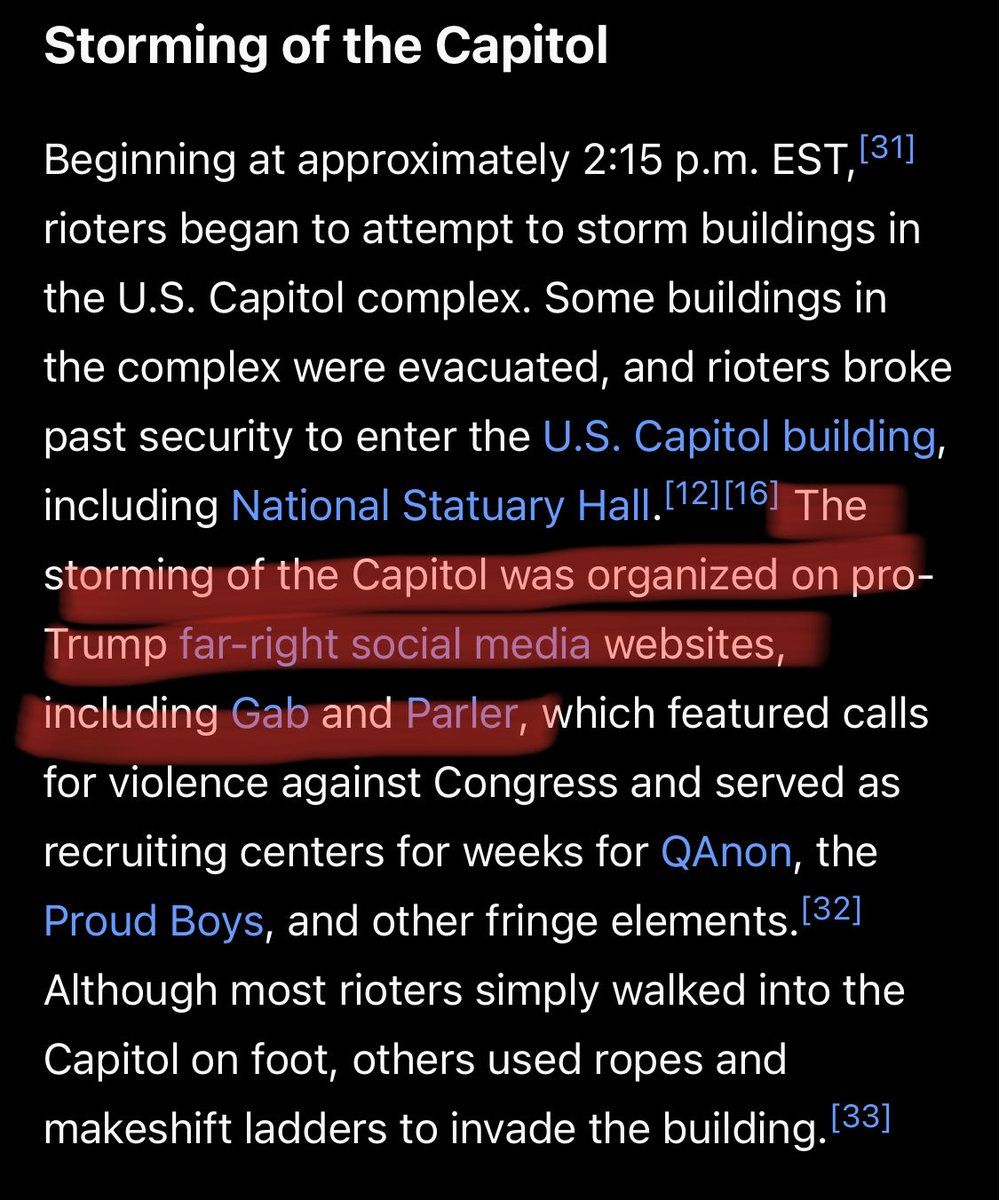 Storming of the Capitol
Beginning at approximately 2:15 p.m. EST,[31]
rioters began to attempt to storm buildings in
the U.S. Capitol complex. Some buildings in
the complex were evacuated, and rioters broke
past security to enter the U.S. Capitol building,
including National Statuary Hall.[12][16] The
storming of the Capitol was organized on pro-
Trump far-right social media websites,
including Gab and Parler, which featured calls
for violence against Congress and served as
recruiting centers for weeks for QAnon, the
Proud Boys, and other fringe elements.[32]
Although most rioters simply walked into the
Capitol on foot, others used ropes and
makeshift ladders to invade the building.[33]